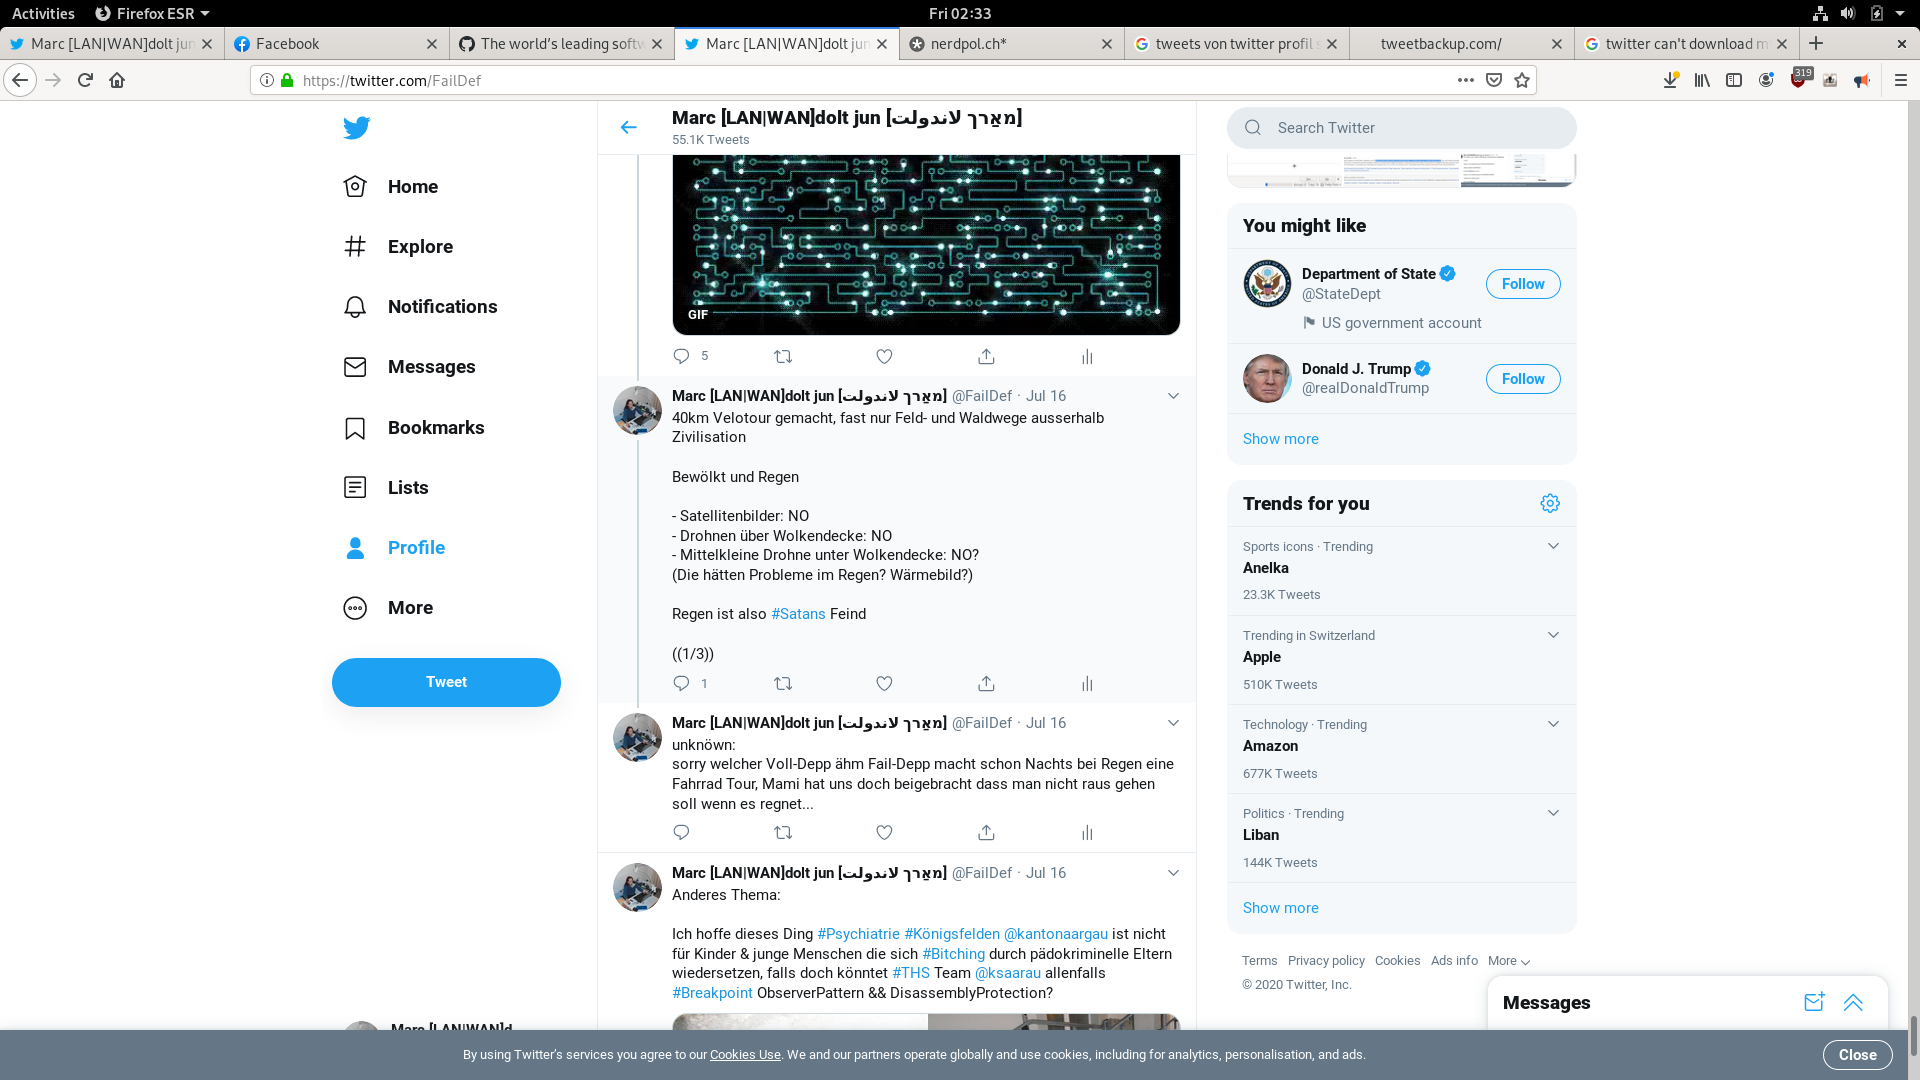 Activities Firefox ESR Fri 02:33
Marc [LAN|WAN]dolt jun
Facebook
The world's leading softw
Marc [LAN|WAN]dolt jun
nerdpol.ch*
tweets von twitter profil s
tweetbackup.com/
twitter can't download m
https://twitter.com/FailDef
319
Home
Explore
Notifications
Messages
Bookmarks
Lists
Profile
More
Tweet
Marc [LAN|WAN]d
Marc [LAN|WAN]dolt jun [מאַרך לאנדולת]
55.1K Tweets
GIF
5
Marc [LAN|WAN]dolt jun [מאַרך לאנדולת] @FailDef · Jul 16
40km Velotour gemacht, fast nur Feld- und Waldwege ausserhalb
Zivilisation
Bewölkt und Regen
- Satellitenbilder: NO
- Drohnen über Wolkendecke: NO
- Mittelkleine Drohne unter Wolkendecke: NO?
(Die hätten Probleme im Regen? Wärmebild?)
Regen ist also #Satans Feind
((1/3))
1
Marc [LAN|WAN]dolt jun [מאַרך לאנדולת] @FailDef · Jul 16
unknöwn:
sorry welcher Voll-Depp ähm Fail-Depp macht schon Nachts bei Regen eine
Fahrrad Tour, Mami hat uns doch beigebracht dass man nicht raus gehen
soll wenn es regnet...
Marc [LAN|WAN]dolt jun [מאַרך לאנדולת] @FailDef · Jul 16
Anderes Thema:
Ich hoffe dieses Ding #Psychiatrie #Königsfelden @kantonaargau ist nicht
für Kinder & junge Menschen die sich #Bitching durch pädokriminelle Eltern
wiedersetzen, falls doch könntet #THS Team @ksaarau allenfalls
#Breakpoint ObserverPattern && DisassemblyProtection?
Search Twitter
You might like
Department of State
@StateDept
Follow
US government account
Donald J. Trump
@realDonaldTrump
Follow
Show more
Trends for you
Sports icons · Trending
Anelka
23.3K Tweets
Trending in Switzerland
Apple
510K Tweets
Technology · Trending
Amazon
677K Tweets
Politics · Trending
Liban
144K Tweets
Show more
Terms Privacy policy Cookies Ads info More
© 2020 Twitter, Inc.
Messages
By using Twitter's services you agree to our Cookies Use. We and our partners operate globally and use cookies, including for analytics, personalisation, and ads.
Close